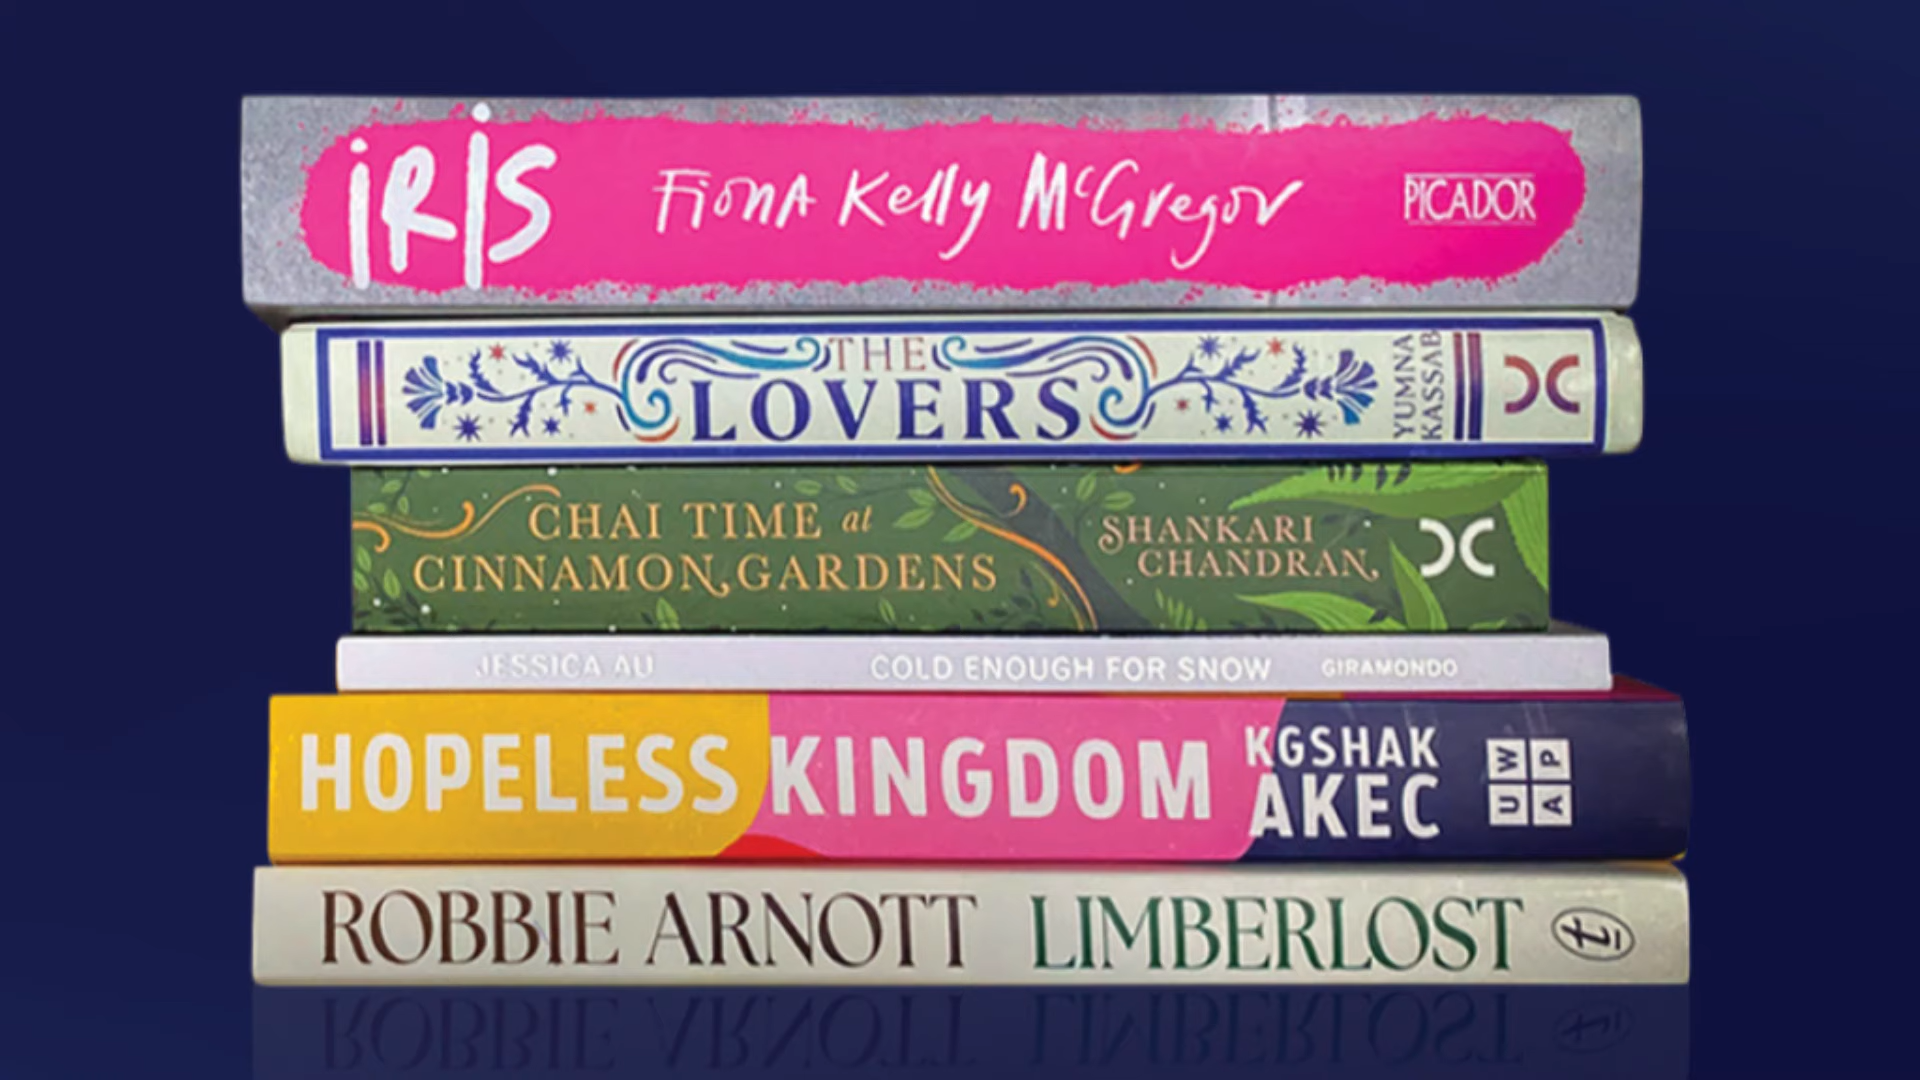 iRIS Fiona Kelly McGregor PICADOR
THE
LOVERS
YUMNA
KASSAB
CHAI TIME at
CINNAMON GARDENS
SHANKARI
CHANDRAN
JESSICA AU COLD ENOUGH FOR SNOW GIRAMONDO
HOPELESS KINGDOM
KGSHAK
AKEC
U W A P
ROBBIE ARNOTT LIMBERLOST t